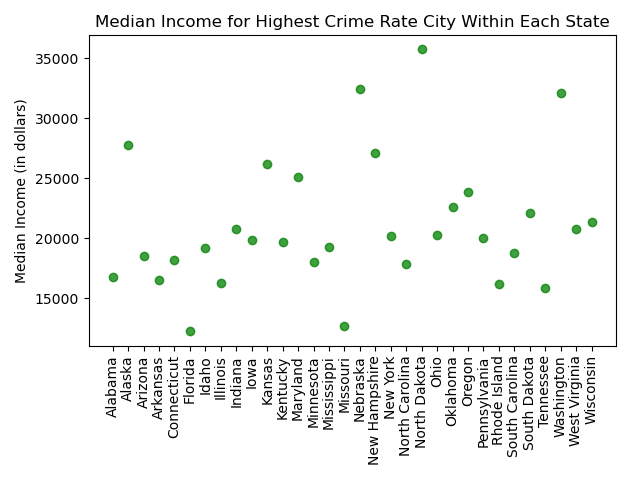 Median Income for Highest Crime Rate City Within Each State
Median Income (in dollars)
35000
30000
25000
20000
15000
Alabama
Alaska
Arizona
Arkansas
Connecticut
Florida
Idaho
Illinois
Indiana
Iowa
Kansas
Kentucky
Maryland
Minnesota
Mississippi
Missouri
Nebraska
New Hampshire
New York
North Carolina
North Dakota
Ohio
Oklahoma
Oregon
Pennsylvania
Rhode Island
South Carolina
South Dakota
Tennessee
Washington
West Virginia
Wisconsin